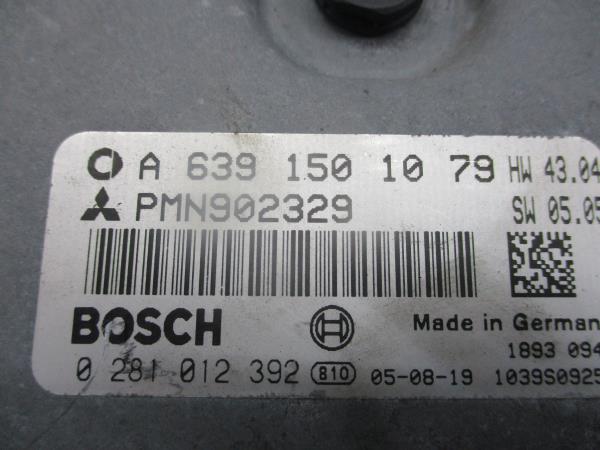 A 639 150 10 79 HW 43.04
PMN902329 SW 05.05
BOSCH Made in German
1893 094
0 281 012 392 810 05-08-19 1039S0925